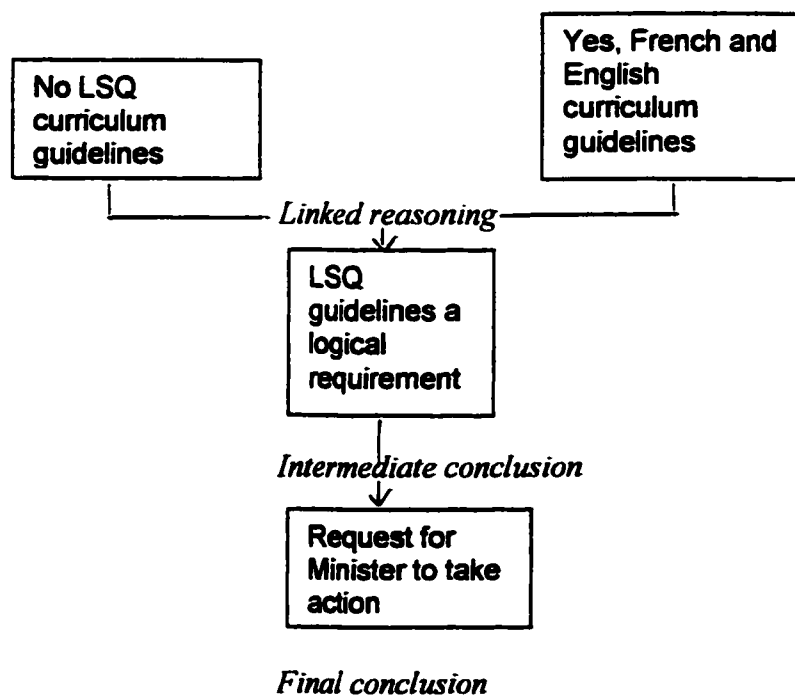 No LSQ
curriculum
guidelines
Yes, French and
English
curriculum
guidelines
Linked reasoning
LSQ
guidelines a
logical
requirement
Intermediate conclusion
Request for
Minister to take
action
Final conclusion